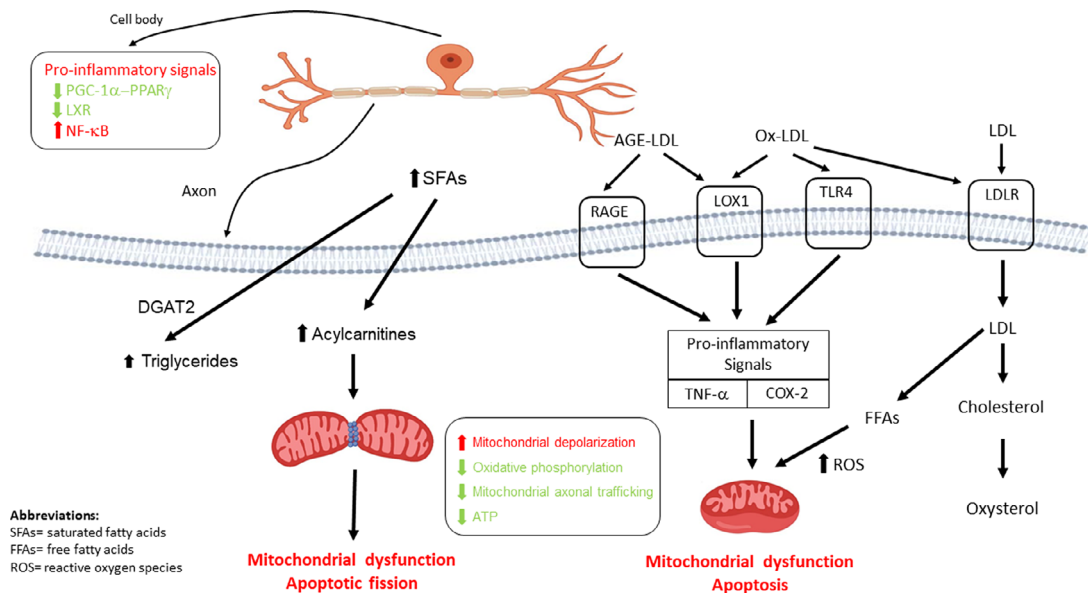 Cell body
Pro-inflammatory signals
PGC-1α–PPARγ
LXR
NF-κB
Axon
SFAs
AGE-LDL
Ox-LDL
LDL
RAGE
LOX1
TLR4
LDLR
DGAT2
Triglycerides
Acylcarnitines
Pro-inflammatory
Signals
TNF-α
COX-2
LDL
FFAs
Cholesterol
ROS
Oxysterol
Mitochondrial depolarization
Oxidative phosphorylation
Mitochondrial axonal trafficking
ATP
Abbreviations:
SFAs= saturated fatty acids
FFAs= free fatty acids
ROS= reactive oxygen species
Mitochondrial dysfunction
Apoptotic fission
Mitochondrial dysfunction
Apoptosis